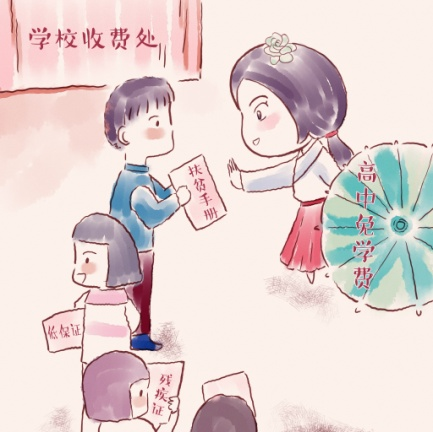 学校收费处
扶贫手册
高中免学费
低保证
残疾证